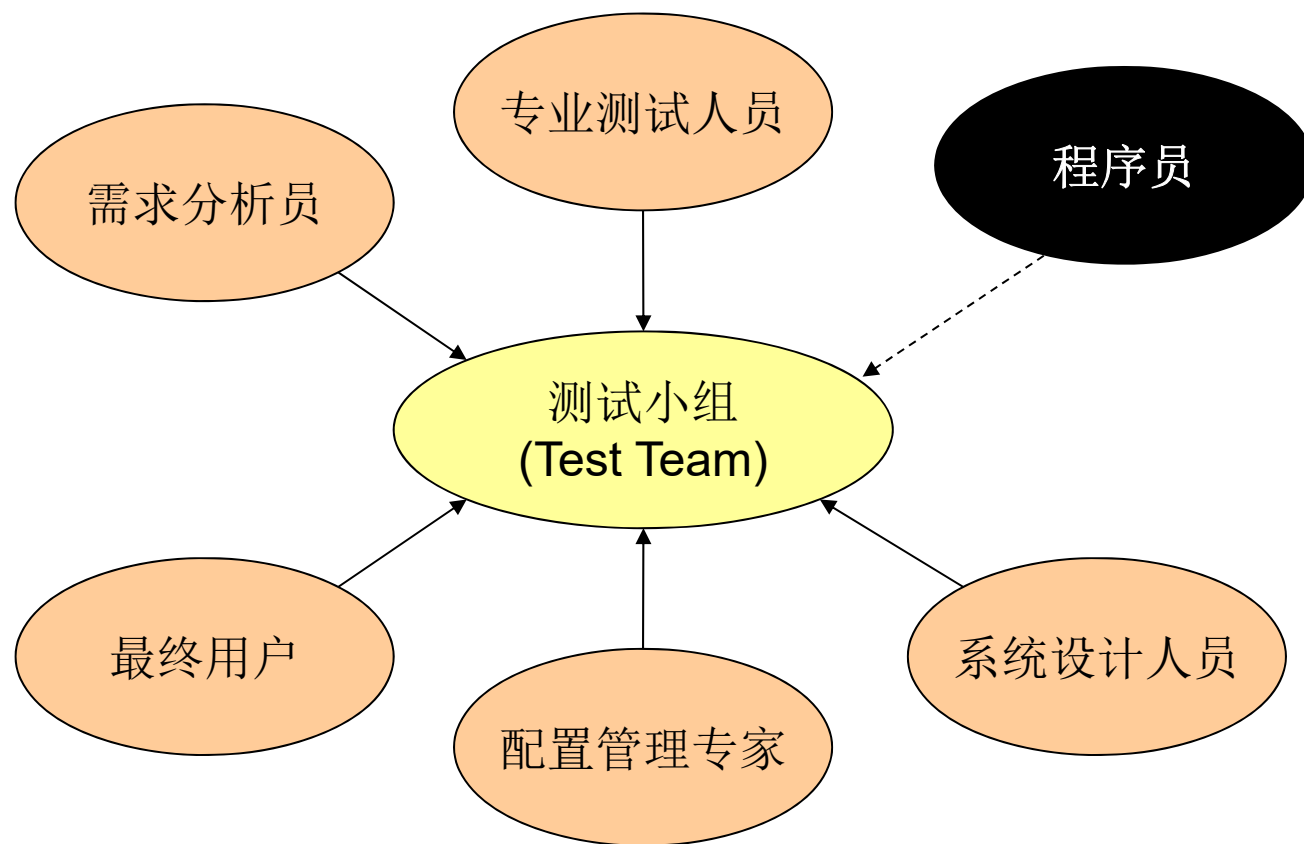 专业测试人员
程序员
需求分析员
测试小组
(Test Team)
最终用户
系统设计人员
配置管理专家